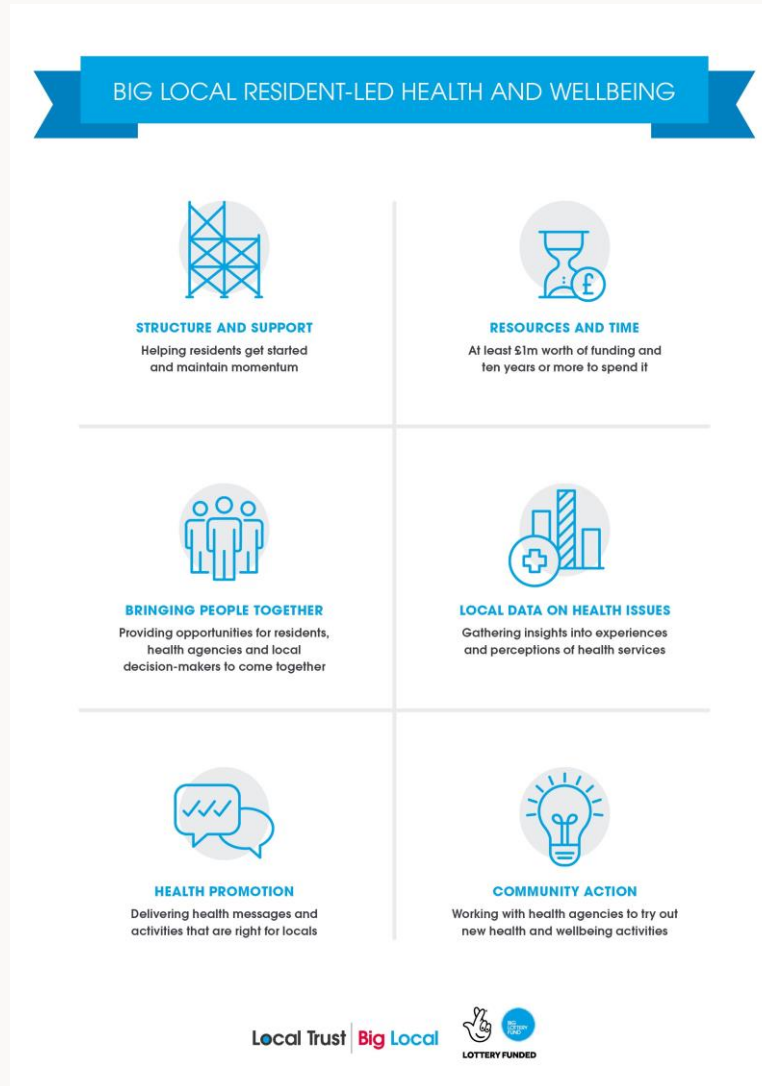 BIG LOCAL RESIDENT-LED HEALTH AND WELLBEING
STRUCTURE AND SUPPORT
Helping residents get started
and maintain momentum
RESOURCES AND TIME
At least £1m worth of funding and
ten years or more to spend it
£
BRINGING PEOPLE TOGETHER
Providing opportunities for residents,
health agencies and local
decision-makers to come together
LOCAL DATA ON HEALTH ISSUES
Gathering insights into experiences
and perceptions of health services
HEALTH PROMOTION
Delivering health messages and
activities that are right for locals
COMMUNITY ACTION
Working with health agencies to try out
new health and wellbeing activities
Local Trust Big Local
BIG
LOTTERY
FUND
LOTTERY FUNDED